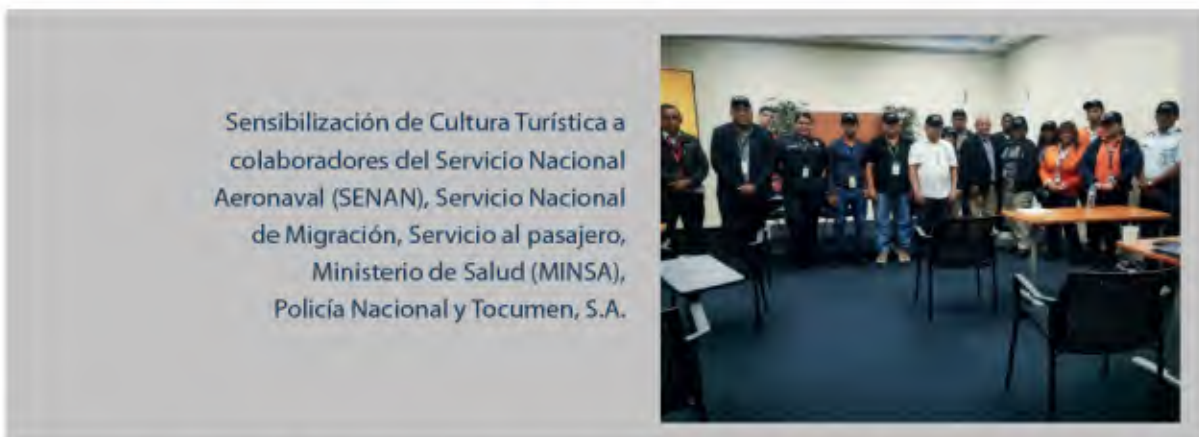 Sensibilización de Cultura Turística a
colaboradores del Servicio Nacional
Aeronaval (SENAN), Servicio Nacional
de Migración, Servicio al pasajero,
Ministerio de Salud (MINSA),
Policía Nacional y Tocumen, S.A.